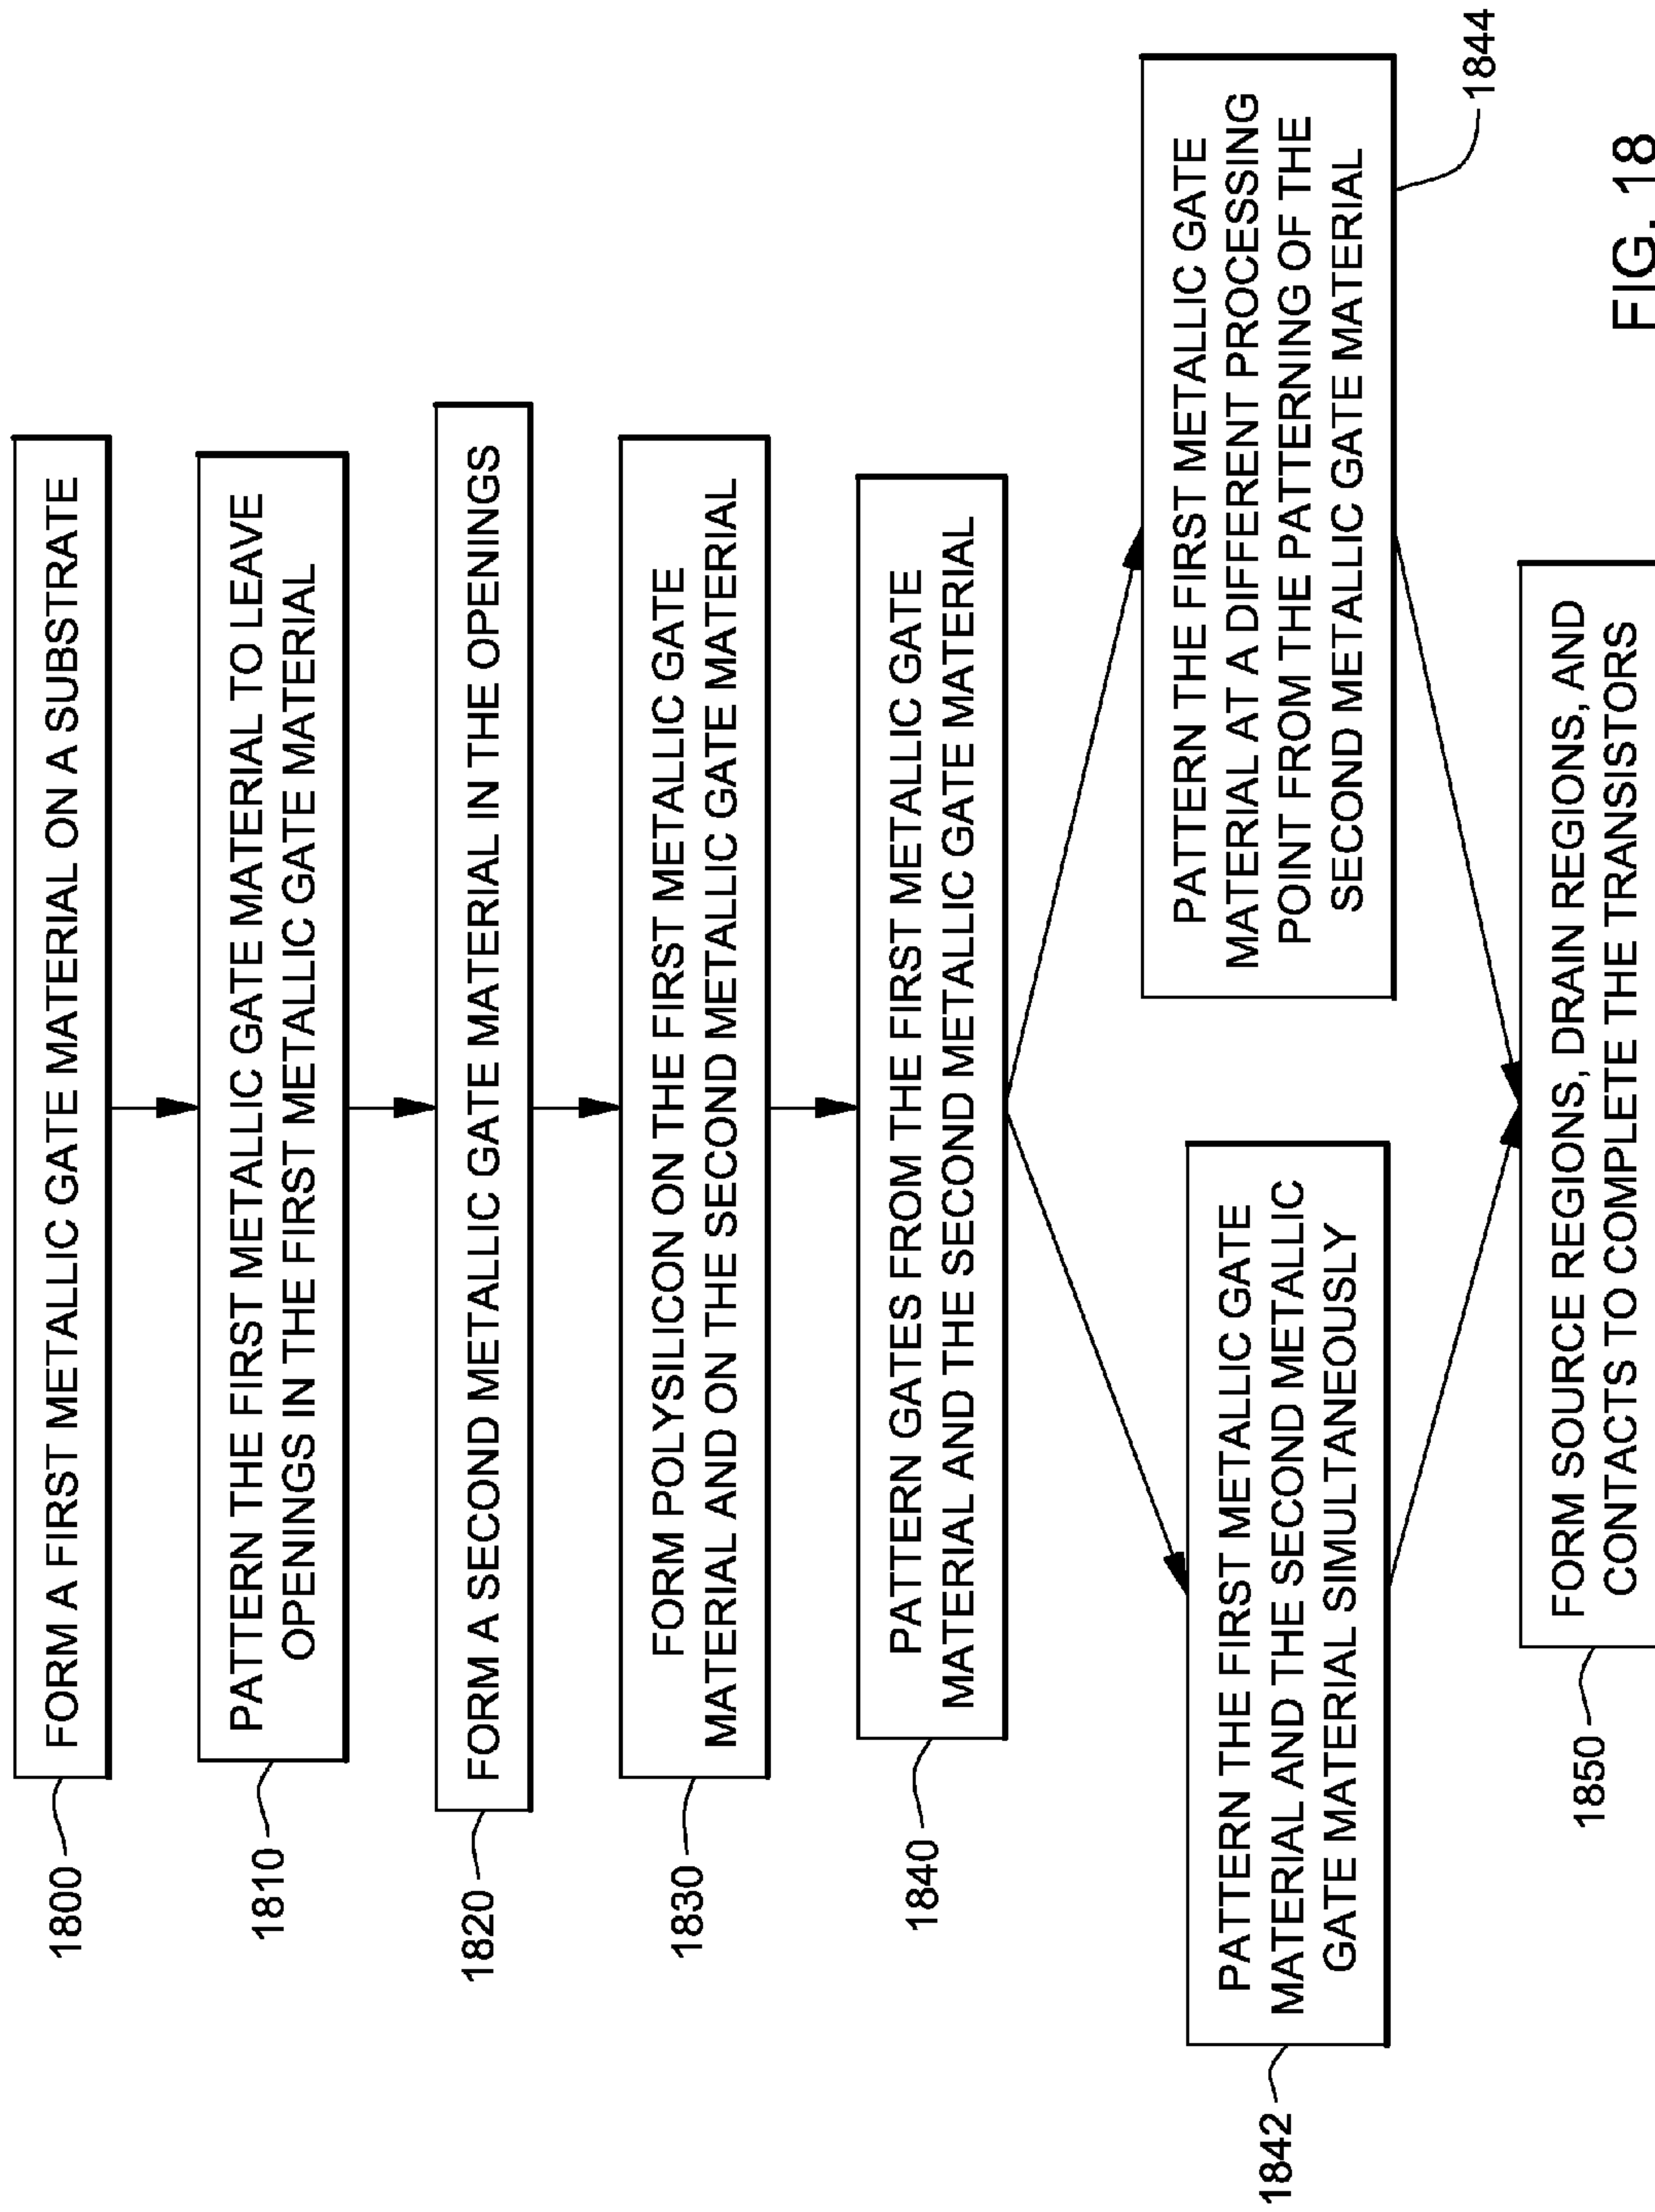 1800
FORM A FIRST METALLIC GATE MATERIAL ON A SUBSTRATE
1810
PATTERN THE FIRST METALLIC GATE MATERIAL TO LEAVE
OPENINGS IN THE FIRST METALLIC GATE MATERIAL
1820
FORM A SECOND METALLIC GATE MATERIAL IN THE OPENINGS
1830
FORM POLYSILICON ON THE FIRST METALLIC GATE
MATERIAL AND ON THE SECOND METALLIC GATE MATERIAL
1840
PATTERN GATES FROM THE FIRST METALLIC GATE
MATERIAL AND THE SECOND METALLIC GATE MATERIAL
1842
PATTERN THE FIRST METALLIC GATE
MATERIAL AND THE SECOND METALLIC
GATE MATERIAL SIMULTANEOUSLY
PATTERN THE FIRST METALLIC GATE
MATERIAL AT A DIFFERENT PROCESSING
POINT FROM THE PATTERNING OF THE
SECOND METALLIC GATE MATERIAL
1844
1850
FORM SOURCE REGIONS, DRAIN REGIONS, AND
CONTACTS TO COMPLETE THE TRANSISTORS
FIG. 18